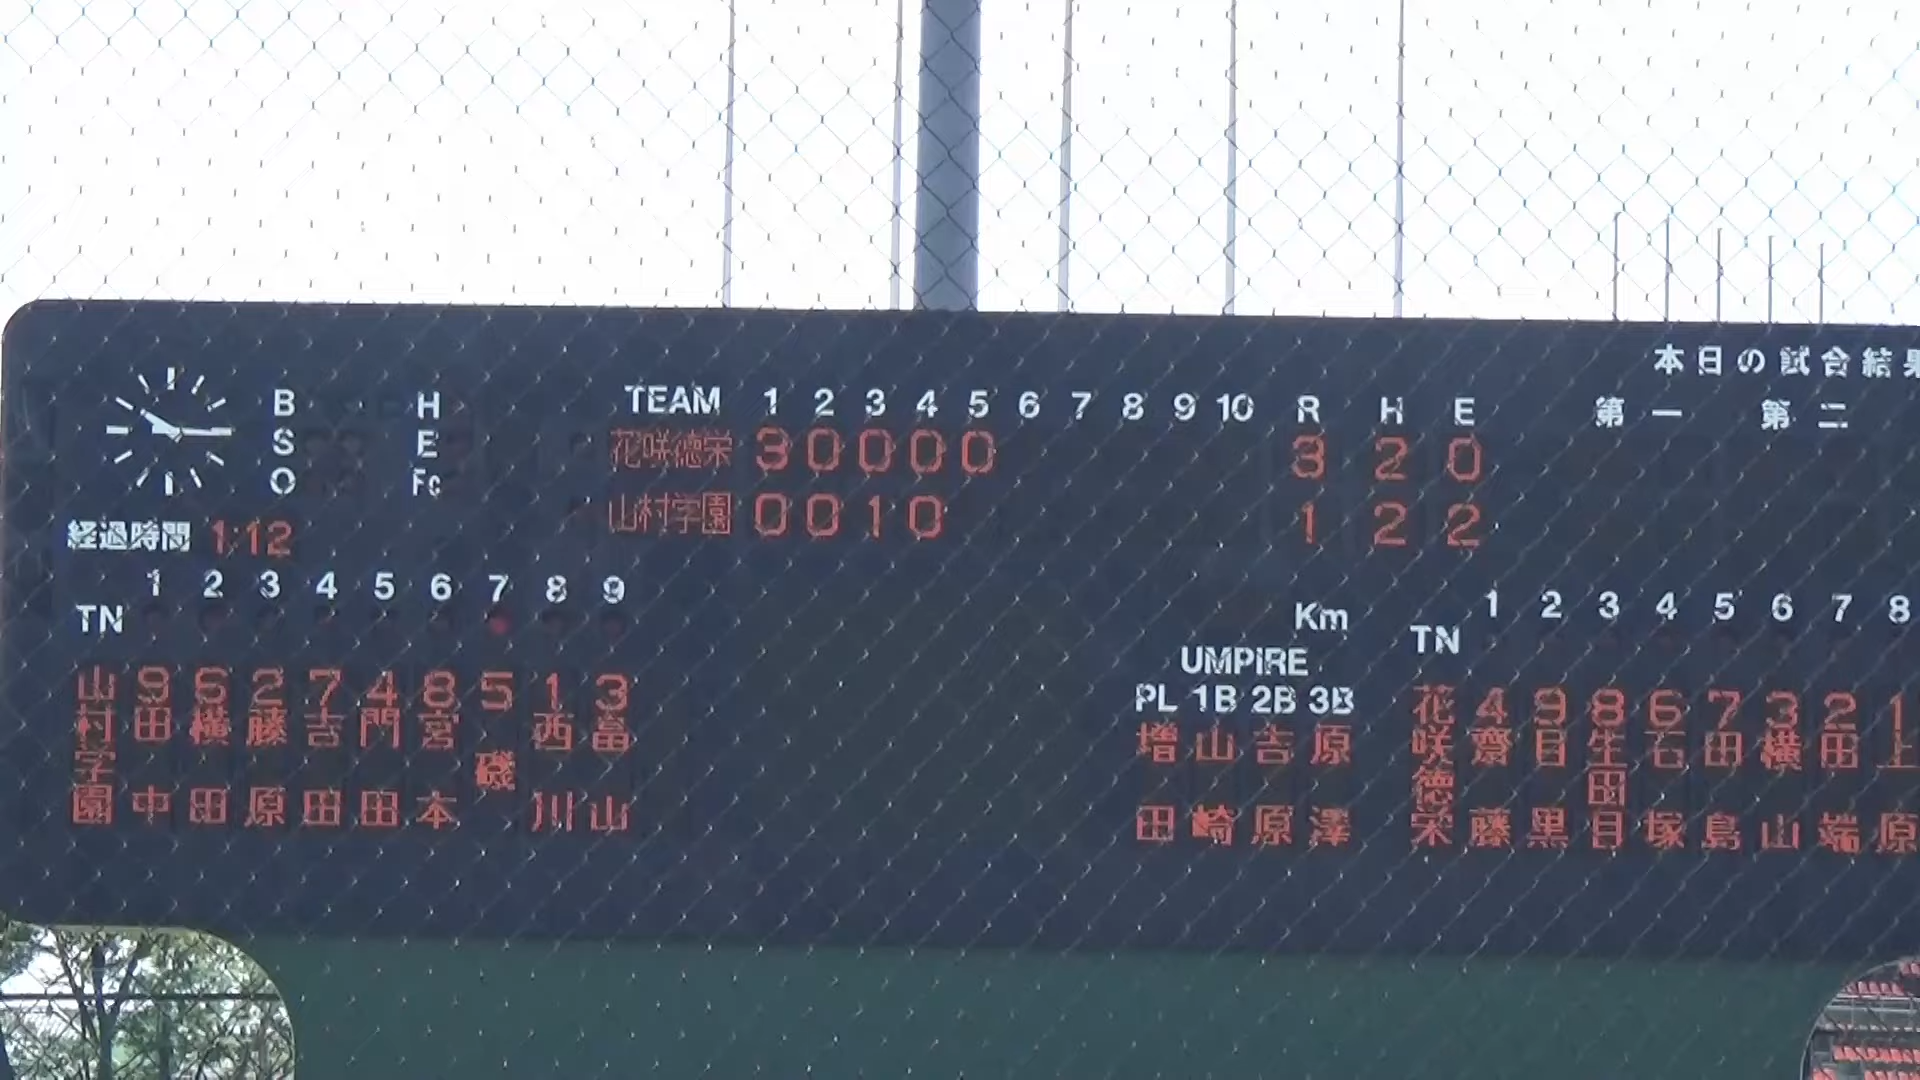 本日の試合結果
B H TEAM 1 2 3 4 5 6 7 8 9 10 R H E 第一 第二
S E 花咲徳栄 3 0 0 0 0 3 2 0
O Fc 山村学園 0 0 1 0 1 2 2
経過時間 1:12
1 2 3 4 5 6 7 8 9
TN
山村学園
9 田中
6 横田
2 藤原
7 吉田
4 門田
8 宮本
5 磯
1 西川
3 畠山
Km
UMPIRE
PL 1B 2B 3B
増田 山崎 吉原 原澤
1 2 3 4 5 6 7 8
TN
花咲徳栄
4 齋藤
9 目黒
8 生田目
6 石塚
7 田島
3 横山
2 田端
1 上原